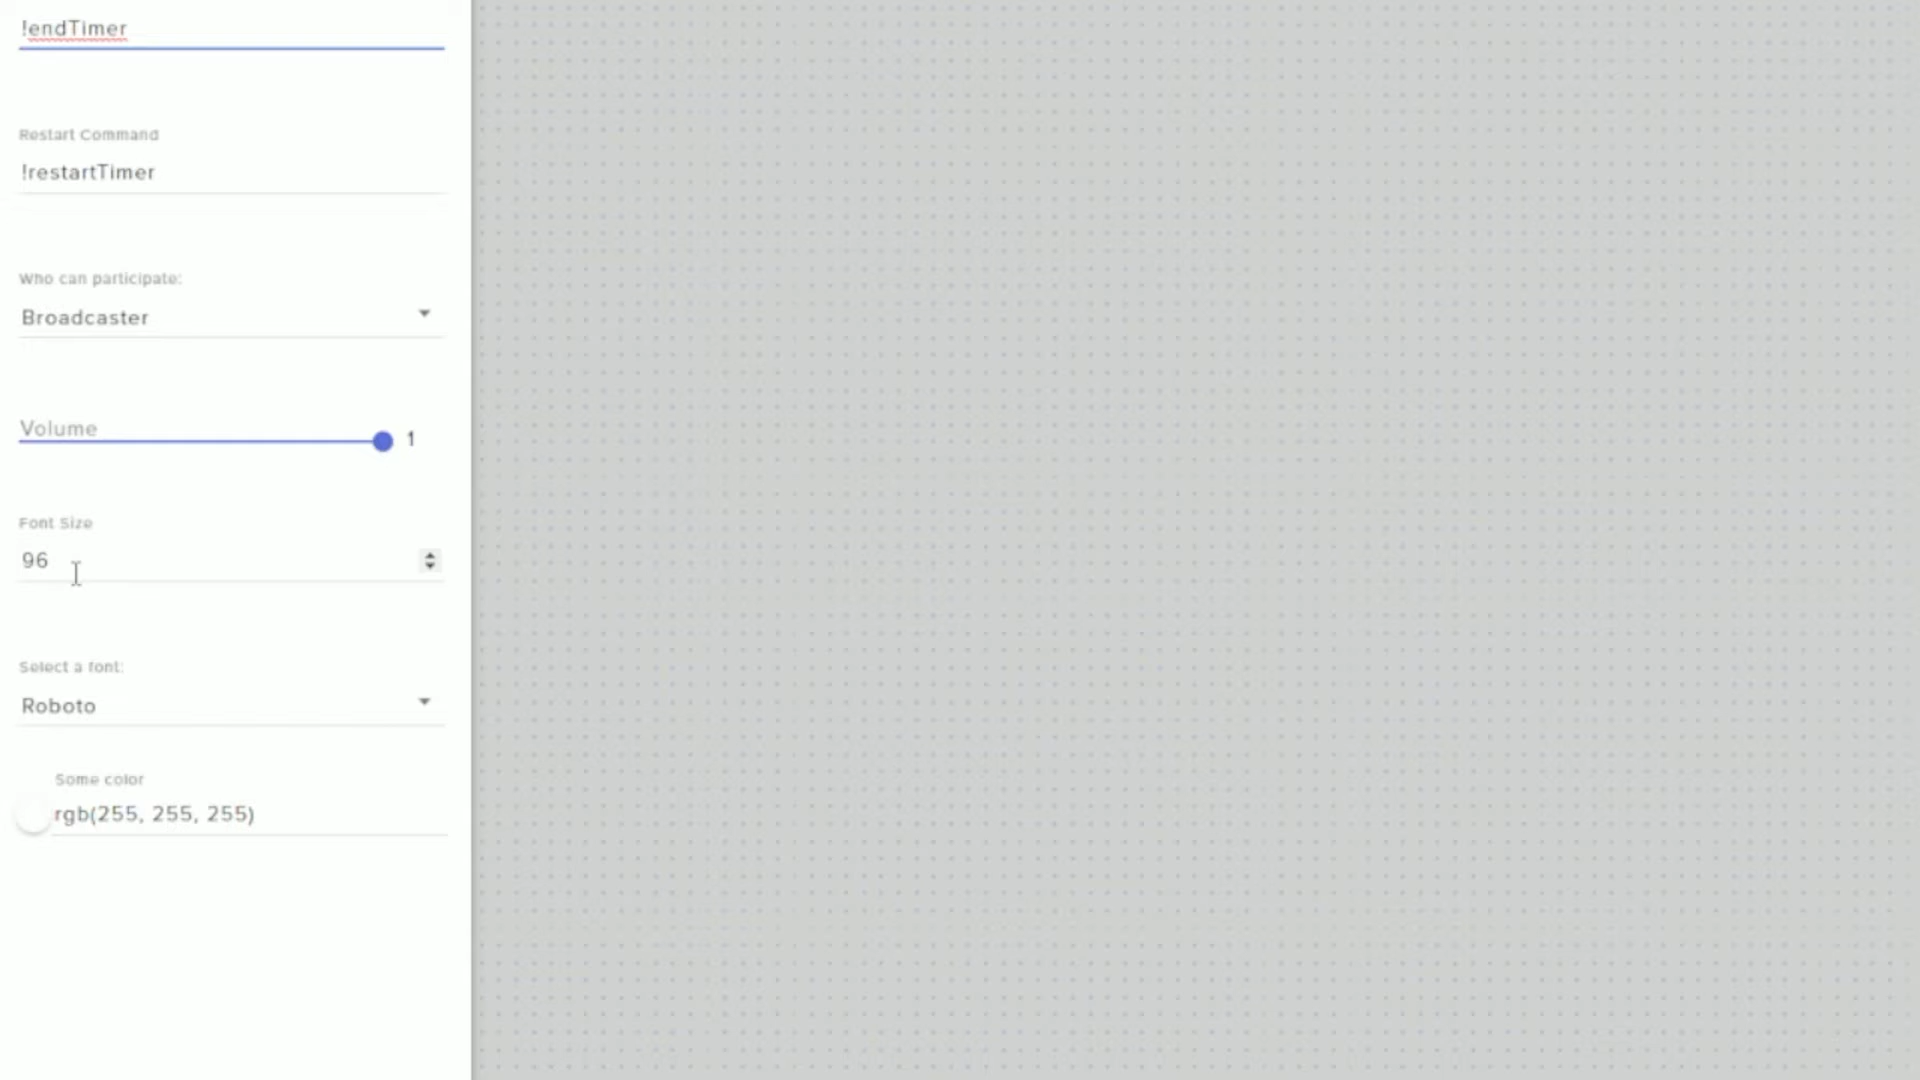 !endTimer
Restart Command
!restartTimer
Who can participate:
Broadcaster
Volume
1
Font Size
96
Select a font:
Roboto
Some color
rgb(255, 255, 255)